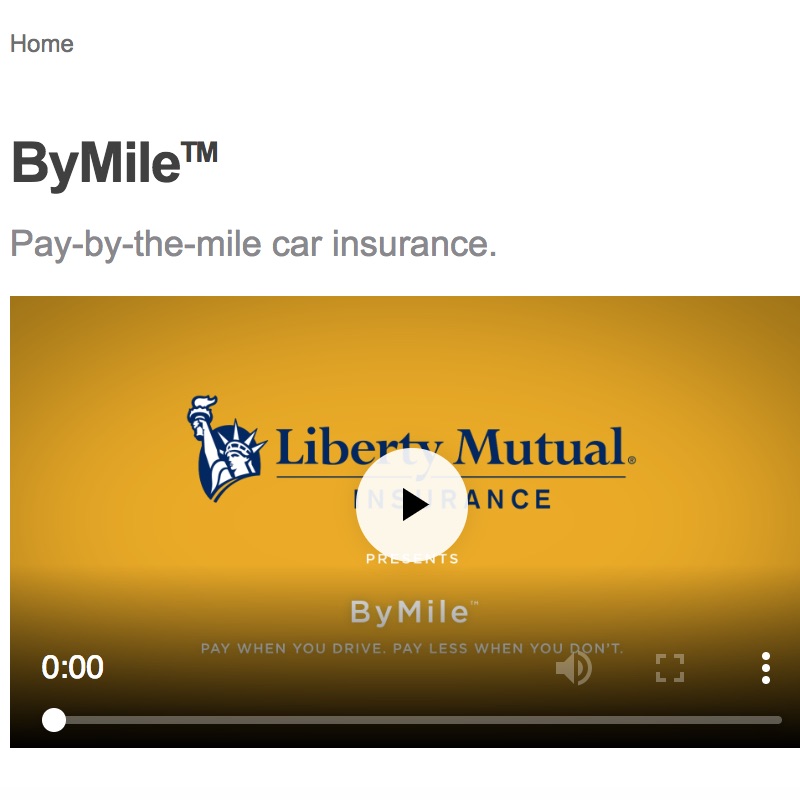 Home
ByMile™
Pay-by-the-mile car insurance.
Liberty Mutual®
INSURANCE
PRESENTS
ByMile™
PAY WHEN YOU DRIVE. PAY LESS WHEN YOU DON'T.
0:00